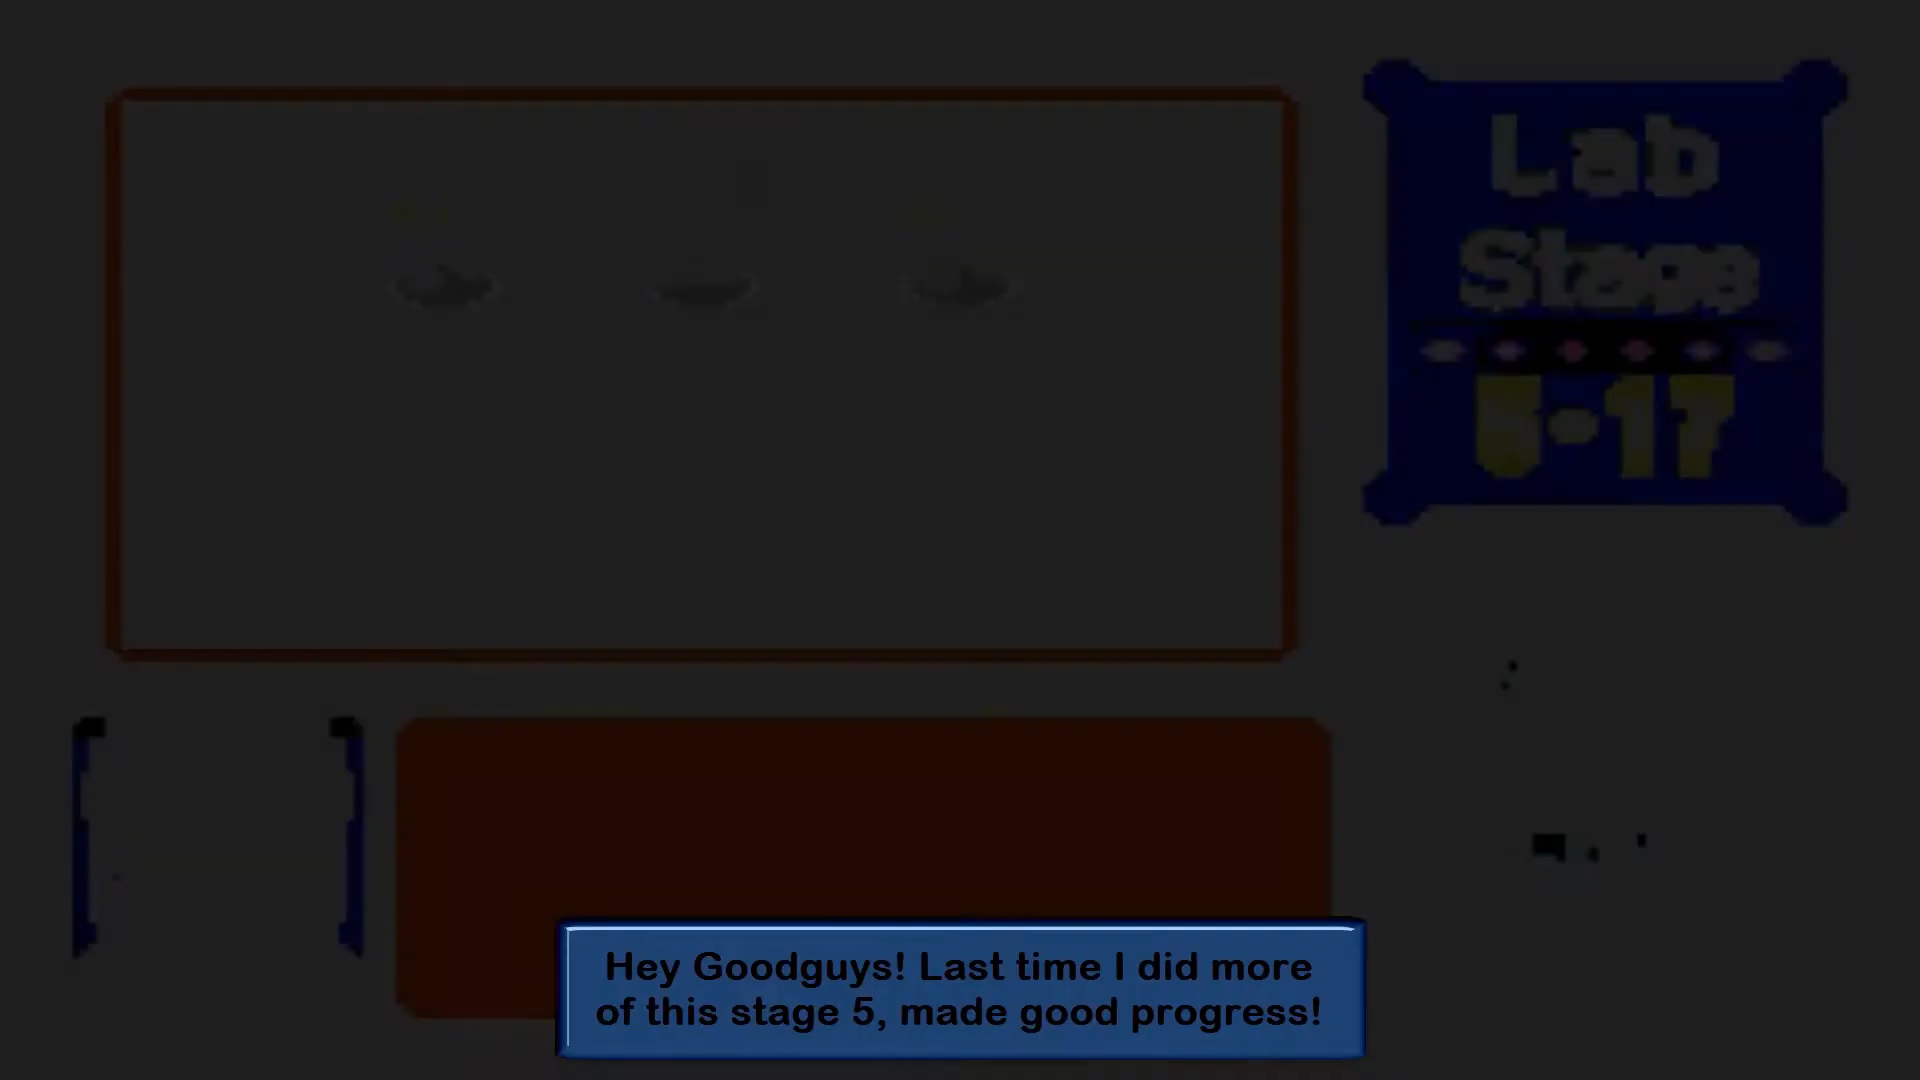 Lab
Stage
5-17
Hey Goodguys! Last time I did more
of this stage 5, made good progress!